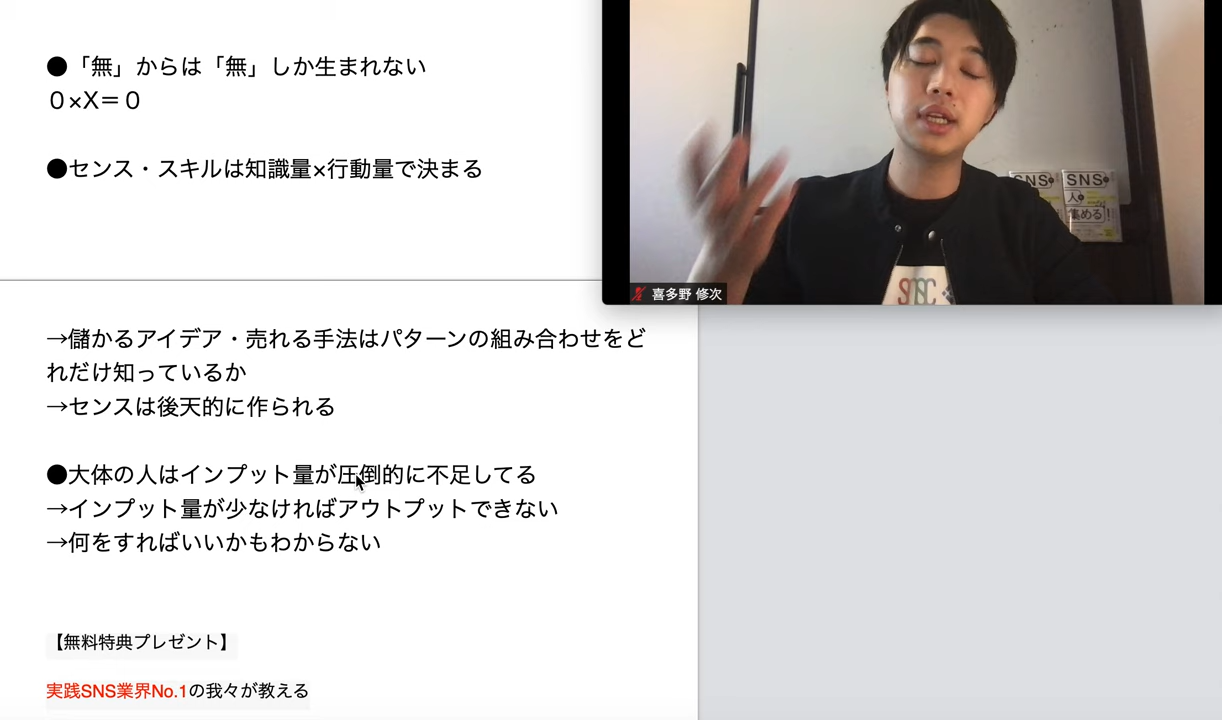 ●「無」からは「無」しか生まれない
０×X＝０
●センス・スキルは知識量×行動量で決まる
→儲かるアイデア・売れる手法はパターンの組み合わせをど
れだけ知っているか
→センスは後天的に作られる
●大体の人はインプット量が圧倒的に不足してる
→インプット量が少なければアウトプットできない
→何をすればいいかもわからない
【無料特典プレゼント】
実践SNS業界No.1の我々が教える
SNS
SNS
人
集める！
喜多野 修次